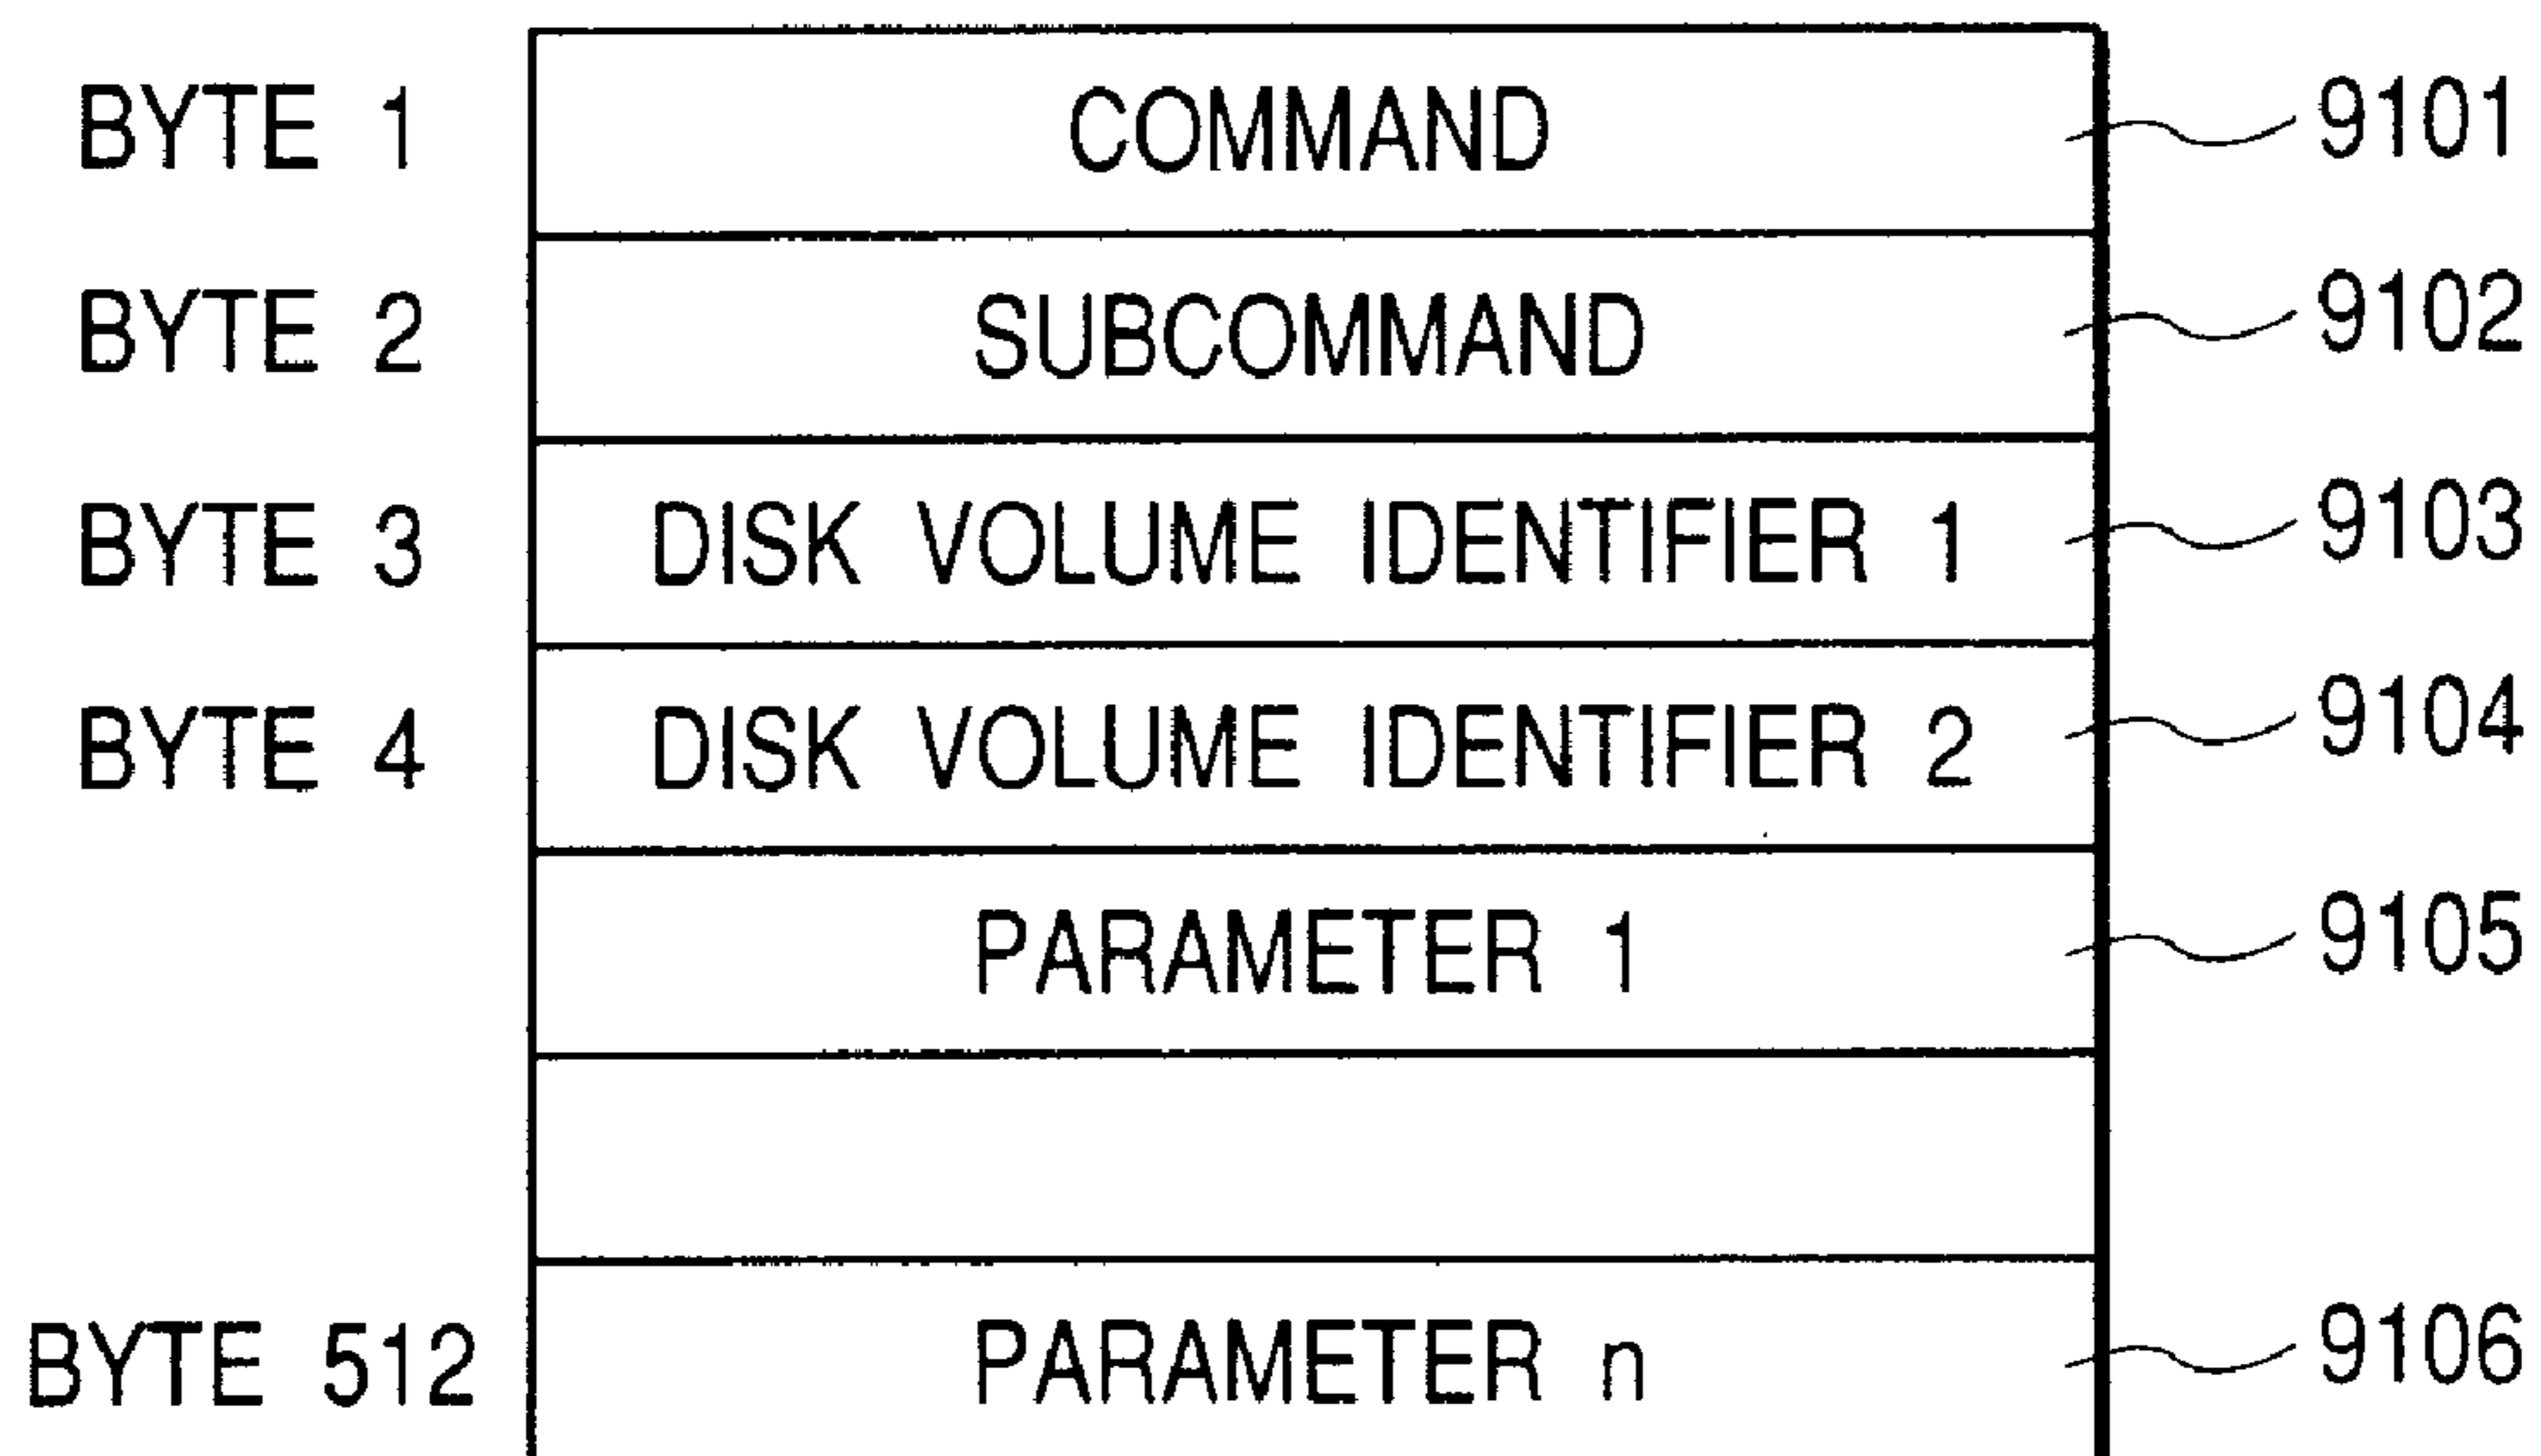 BYTE 1 COMMAND 9101
BYTE 2 SUBCOMMAND 9102
BYTE 3 DISK VOLUME IDENTIFIER 1 9103
BYTE 4 DISK VOLUME IDENTIFIER 2 9104
PARAMETER 1 9105
BYTE 512 PARAMETER n 9106